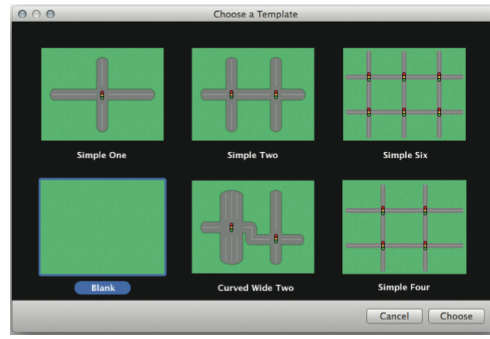 Choose a Template
Simple One
Simple Two
Simple Six
Blank
Curved Wide Two
Simple Four
Cancel
Choose